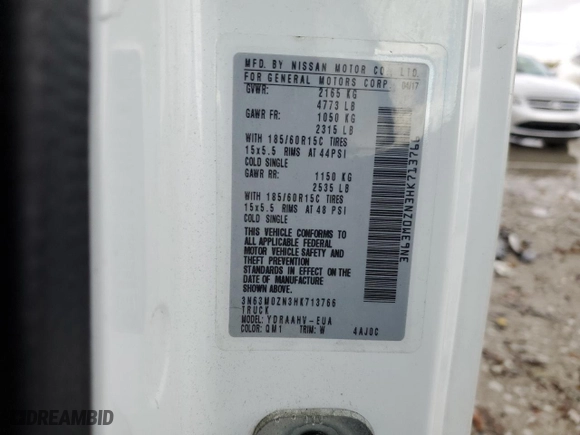 MFD. BY NISSAN MOTOR CO., LTD.
FOR GENERAL MOTORS CORP.
GVWR: 2165 KG 06/17
4773 LB
GAWR FR: 1050 KG
2315 LB
WITH 185/60R15C TIRES
15x5.5 RIMS AT 44PSI
COLD SINGLE
GAWR RR: 1150 KG
2535 LB
WITH 185/60R15C TIRES
15x5.5 RIMS AT 48 PSI
COLD SINGLE
THIS VEHICLE CONFORMS TO
ALL APPLICABLE FEDERAL
MOTOR VEHICLE SAFETY AND
THEFT PREVENTION
STANDARDS IN EFFECT ON
THE DATE OF MANUFACTURE
SHOWN ABOVE.
3N63M0ZN3HK713766
TRUCK
MODEL: YDRAAHV-EUA
COLOR: QM1 TRIM: W 4AJ0C
3N63M0ZN3HK713766
DREAMBID